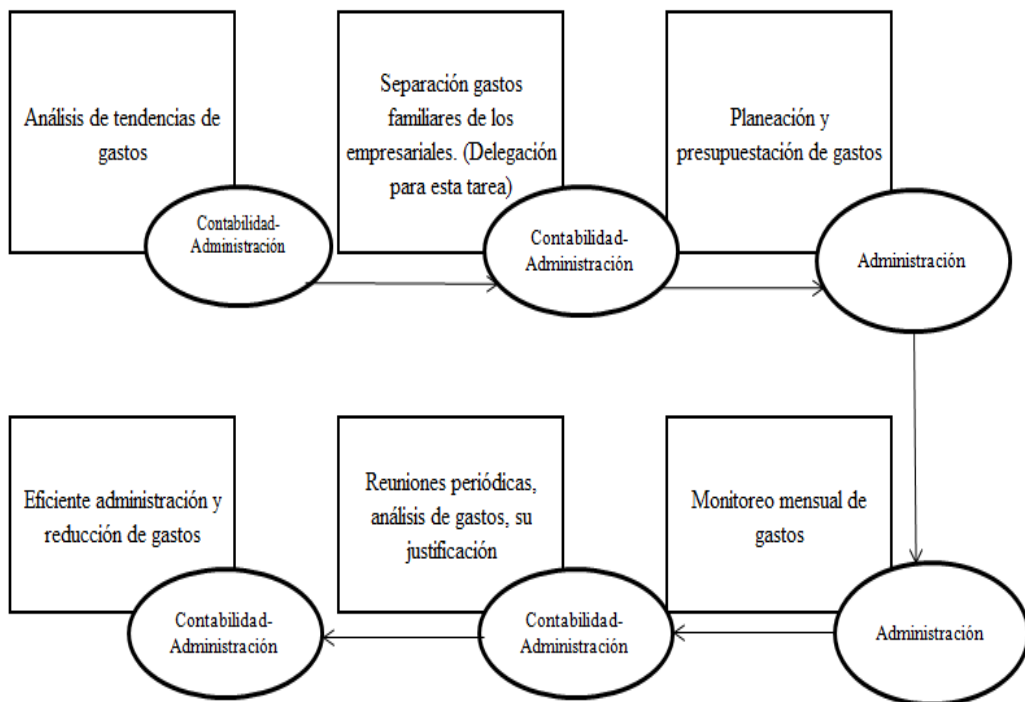 Análisis de tendencias de
gastos
Contabilidad-
Administración
Separación gastos
familiares de los
empresariales. (Delegación
para esta tarea)
Contabilidad-
Administración
Planeación y
presupuestación de gastos
Administración
Monitoreo mensual de
gastos
Administración
Reuniones periódicas,
análisis de gastos, su
justificación
Contabilidad-
Administración
Eficiente administración y
reducción de gastos
Contabilidad-
Administración